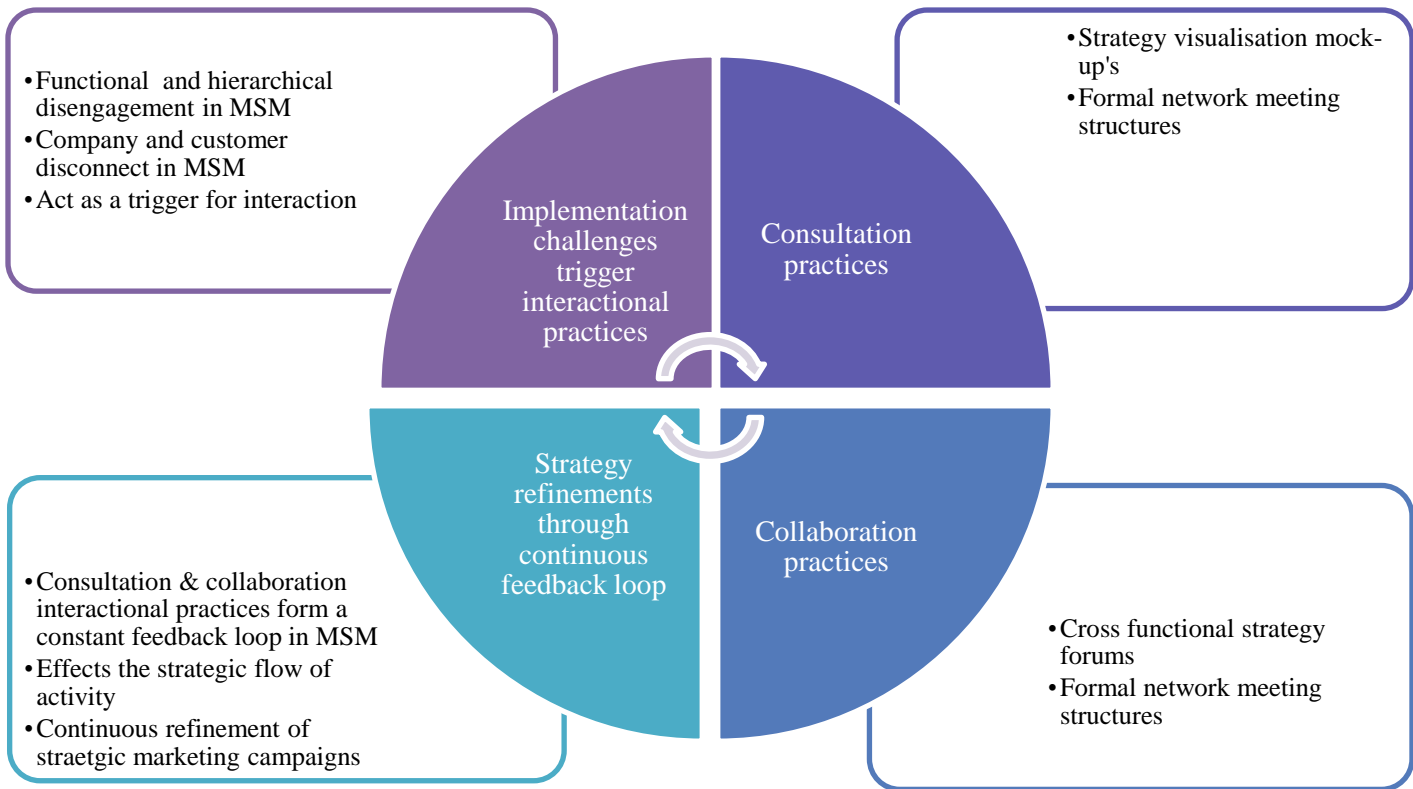 •Functional  and hierarchical
disengagement in MSM
•Company and customer
disconnect in MSM
•Act as a trigger for interaction
•Strategy visualisation mock-
up's
•Formal network meeting
structures
Implementation
challenges
trigger
interactional
practices
Consultation
practices
Strategy
refinements
through
continuous
feedback loop
Collaboration
practices
•Consultation & collaboration
interactional practices form a
constant feedback loop in MSM
•Effects the strategic flow of
activity
•Continuous refinement of
straetgic marketing campaigns
•Cross functional strategy
forums
•Formal network meeting
structures